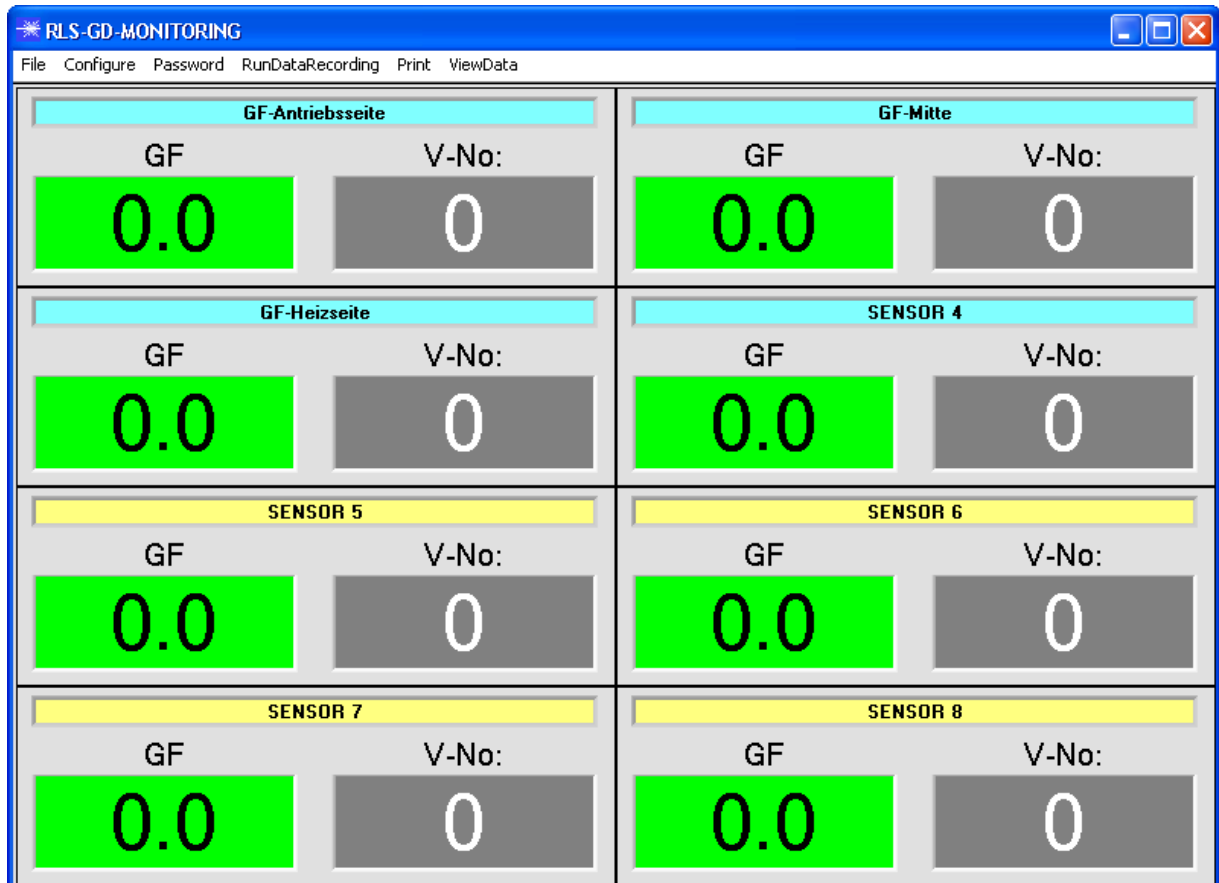 RLS-GD-MONITORING
File Configure Password RunDataRecording Print ViewData
GF-Antriebsseite
GF V-No:
0.0 0
GF-Mitte
GF V-No:
0.0 0
GF-Heizseite
GF V-No:
0.0 0
SENSOR 4
GF V-No:
0.0 0
SENSOR 5
GF V-No:
0.0 0
SENSOR 6
GF V-No:
0.0 0
SENSOR 7
GF V-No:
0.0 0
SENSOR 8
GF V-No:
0.0 0